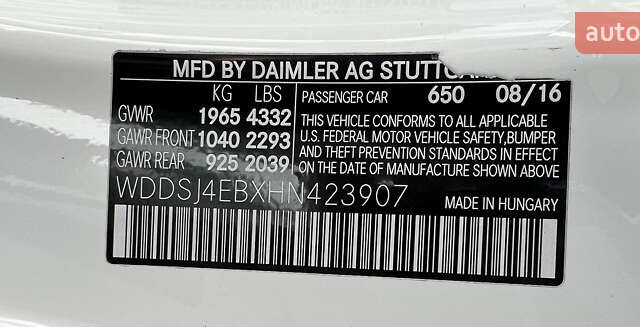 auto
MFD BY DAIMLER AG
KG LBS
PASSENGER CAR 650 08/16
GVWR 1965 4332
GAWR FRONT 1040 2293
GAWR REAR 925 2039
THIS VEHICLE CONFORMS TO ALL APPLICABLE
U.S. FEDERAL MOTOR VEHICLE SAFETY, BUMPER
AND THEFT PREVENTION STANDARDS IN EFFECT
ON THE DATE OF MANUFACTURE SHOWN ABOVE
WDDSJ4EBXHN423907
MADE IN HUNGARY